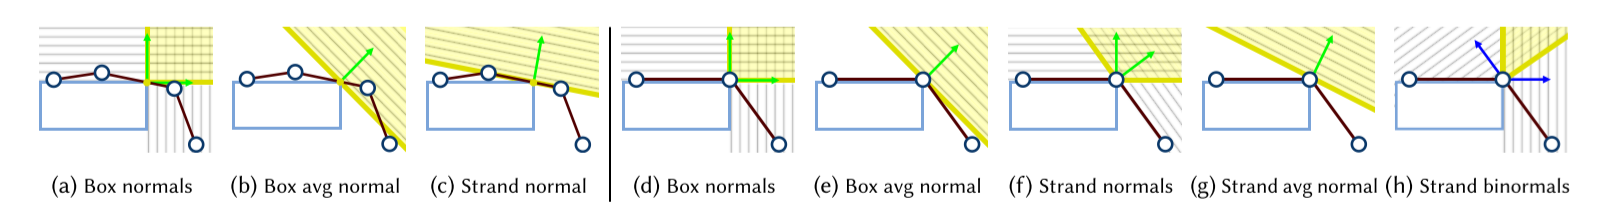 (a) Box normals (b) Box avg normal (c) Strand normal (d) Box normals (e) Box avg normal (f) Strand normals (g) Strand avg normal (h) Strand binormals